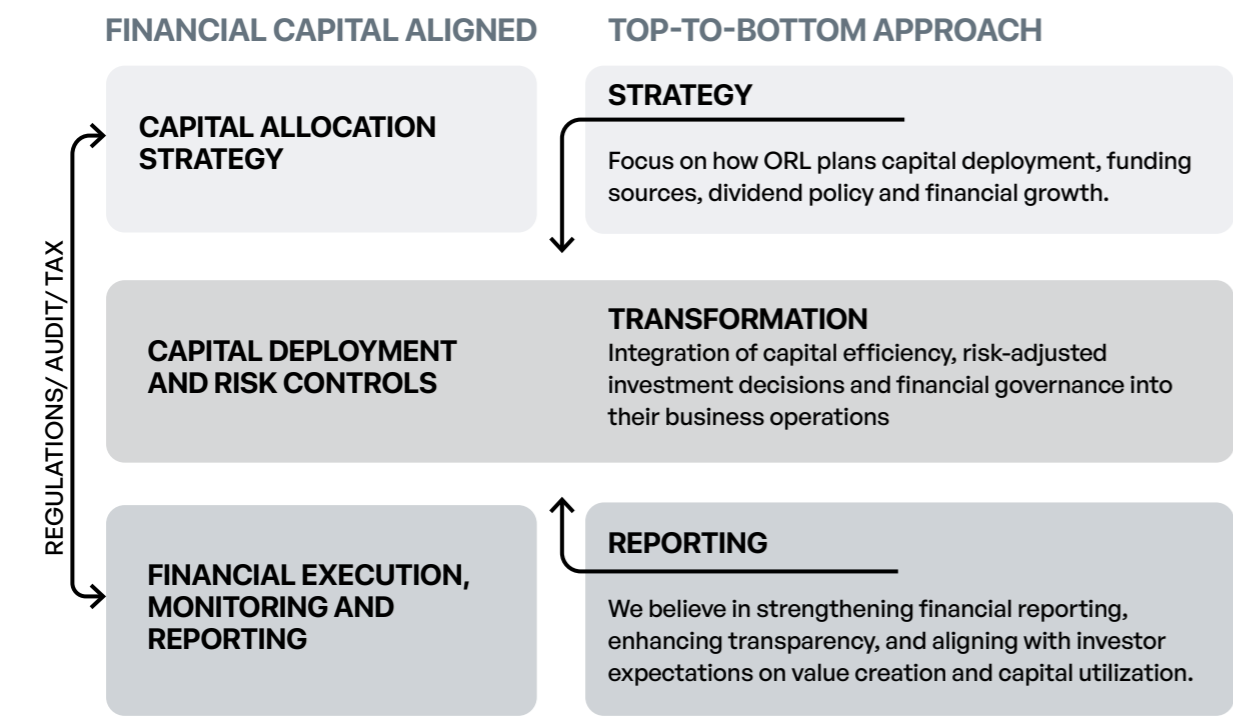 FINANCIAL CAPITAL ALIGNED
TOP-TO-BOTTOM APPROACH
REGULATIONS/ AUDIT/ TAX
CAPITAL ALLOCATION
STRATEGY
STRATEGY
Focus on how ORL plans capital deployment, funding
sources, dividend policy and financial growth.
CAPITAL DEPLOYMENT
AND RISK CONTROLS
TRANSFORMATION
Integration of capital efficiency, risk-adjusted
investment decisions and financial governance into
their business operations
FINANCIAL EXECUTION,
MONITORING AND
REPORTING
REPORTING
We believe in strengthening financial reporting,
enhancing transparency, and aligning with investor
expectations on value creation and capital utilization.